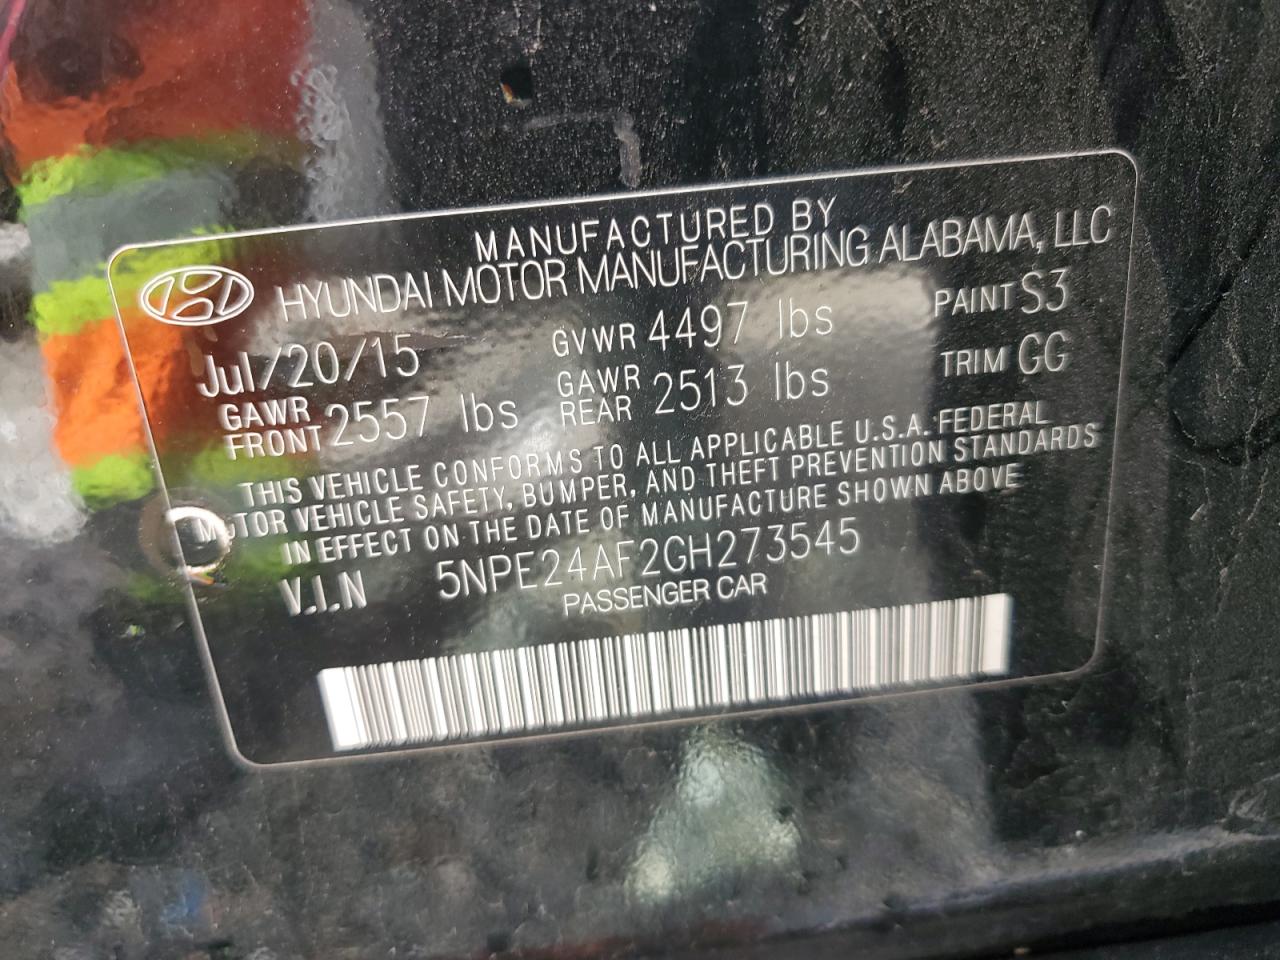 MANUFACTURED BY
HYUNDAI MOTOR MANUFACTURING ALABAMA, LLC
Jul/20/15 GVWR 4497 lbs PAINT S3
GAWR FRONT 2557 lbs GAWR REAR 2513 lbs TRIM GG
THIS VEHICLE CONFORMS TO ALL APPLICABLE U.S.A. FEDERAL
MOTOR VEHICLE SAFETY, BUMPER, AND THEFT PREVENTION STANDARDS
IN EFFECT ON THE DATE OF MANUFACTURE SHOWN ABOVE
V.I.N 5NPE24AF2GH273545
PASSENGER CAR